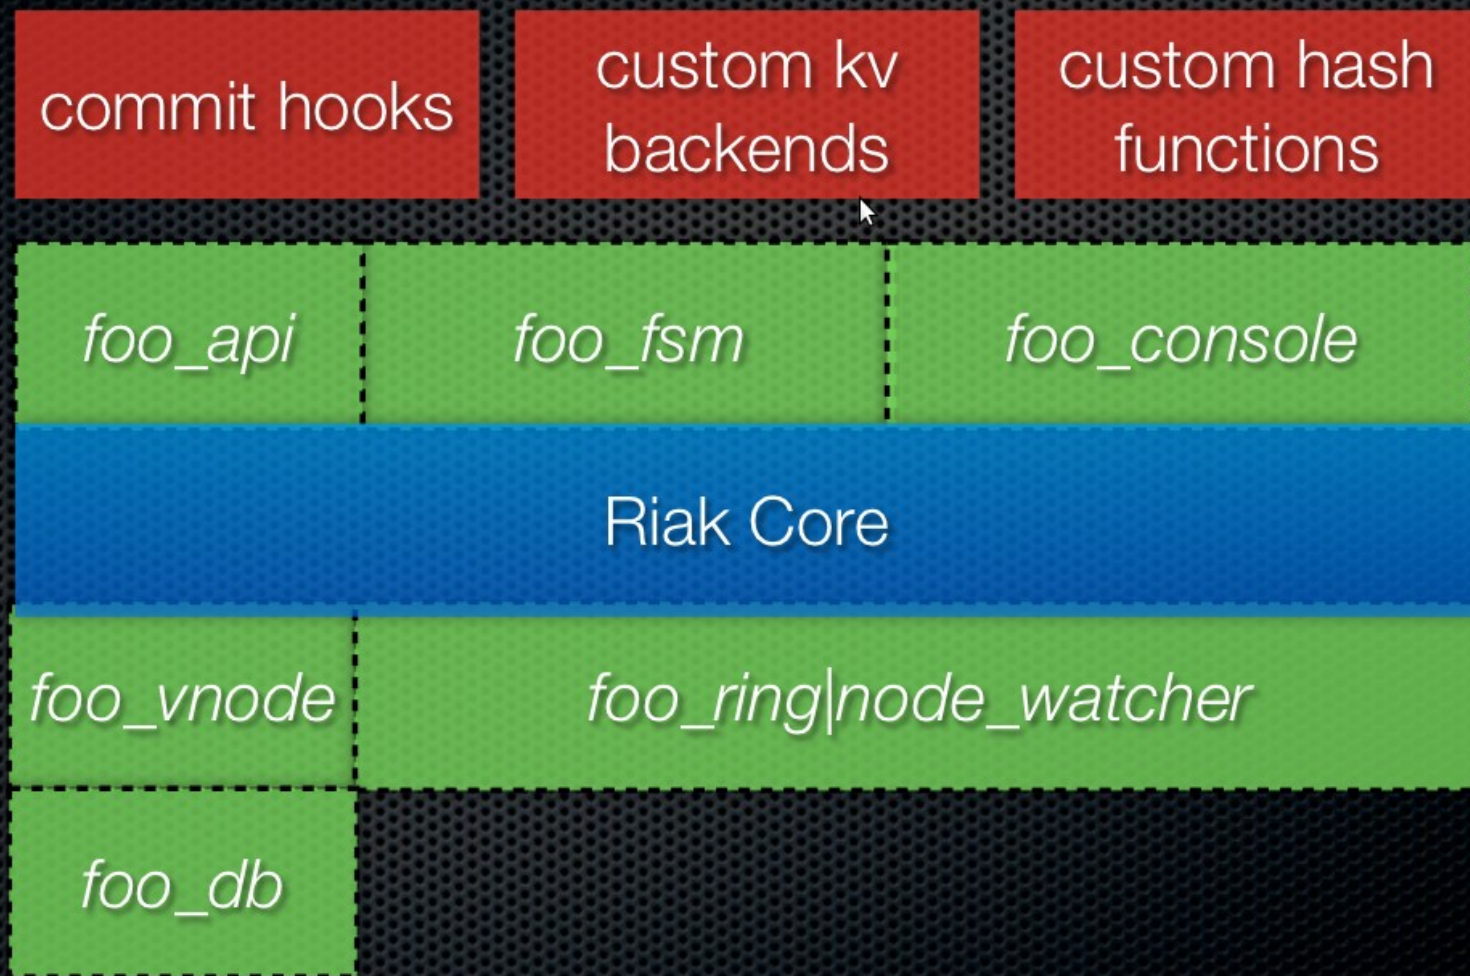 commit hooks
custom kv
backends
custom hash
functions
foo_api
foo_fsm
foo_console
Riak Core
foo_vnode
foo_ring|node_watcher
foo_db